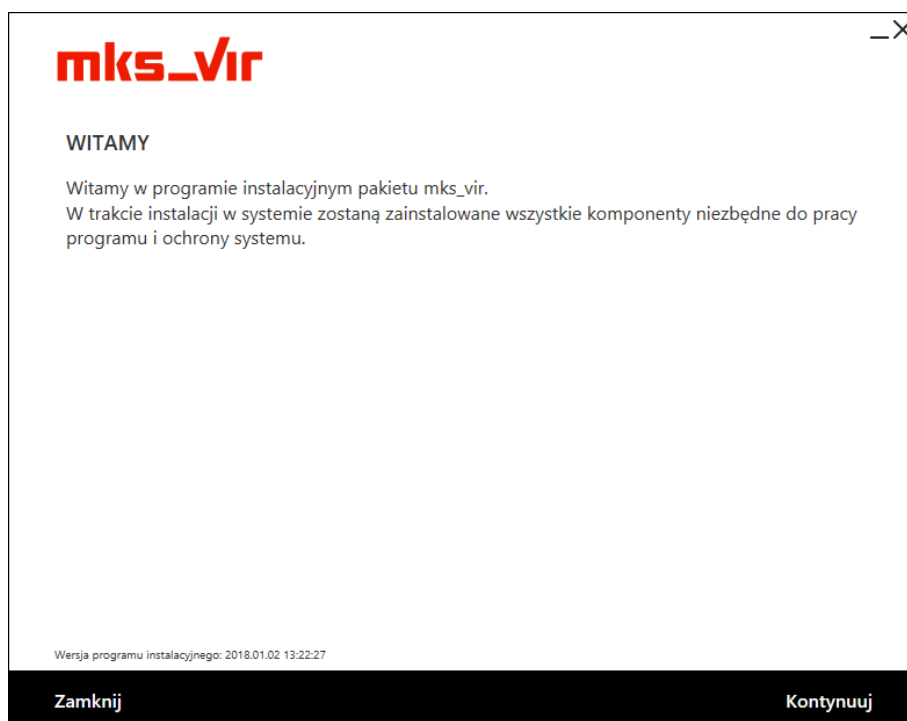 mks_vir
WITAMY
Witamy w programie instalacyjnym pakietu mks_vir.
W trakcie instalacji w systemie zostaną zainstalowane wszystkie komponenty niezbędne do pracy
programu i ochrony systemu.
Wersja programu instalacyjnego: 2018.01.02 13:22:27
Zamknij
Kontynuuj